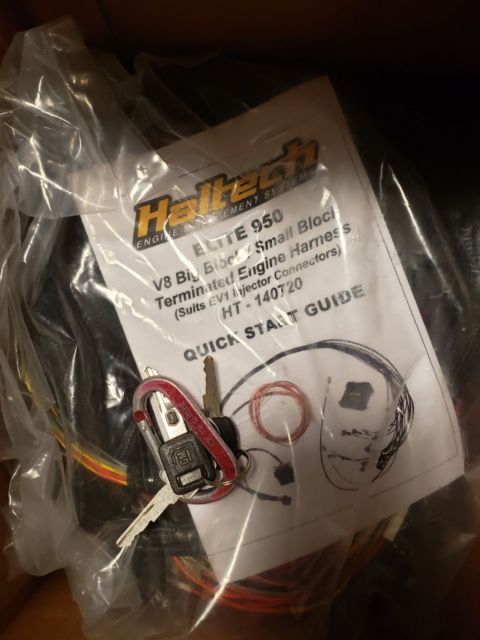 Haltech
ENGINE MANAGEMENT SYSTEMS
ELITE 950
V8 Big Block / Small Block
Terminated Engine Harness
(Suits EV1 Injector Connectors)
HT - 140720
QUICK START GUIDE